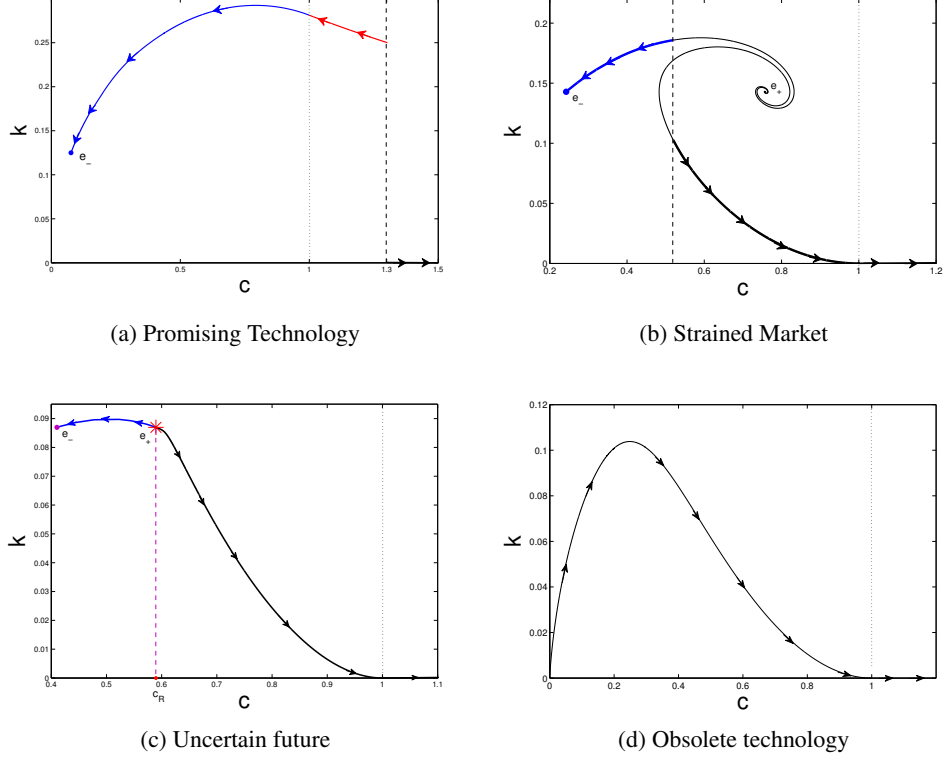 k
0.25
0.2
0.15
0.1
0.05
0
e_
0 0.5 1 1.3 1.5
c
(a) Promising Technology
k
0.2
0.15
0.1
0.05
0
e_
e+
0.2 0.4 0.6 0.8 1 1.2
c
(b) Strained Market
k
0.09
0.08
0.07
0.06
0.05
0.04
0.03
0.02
0.01
0
e_
e+
0.4 0.5 0.6 0.7 0.8 0.9 1 1.1
cR
c
(c) Uncertain future
k
0.12
0.1
0.08
0.06
0.04
0.02
0
0 0.2 0.4 0.6 0.8 1
c
(d) Obsolete technology